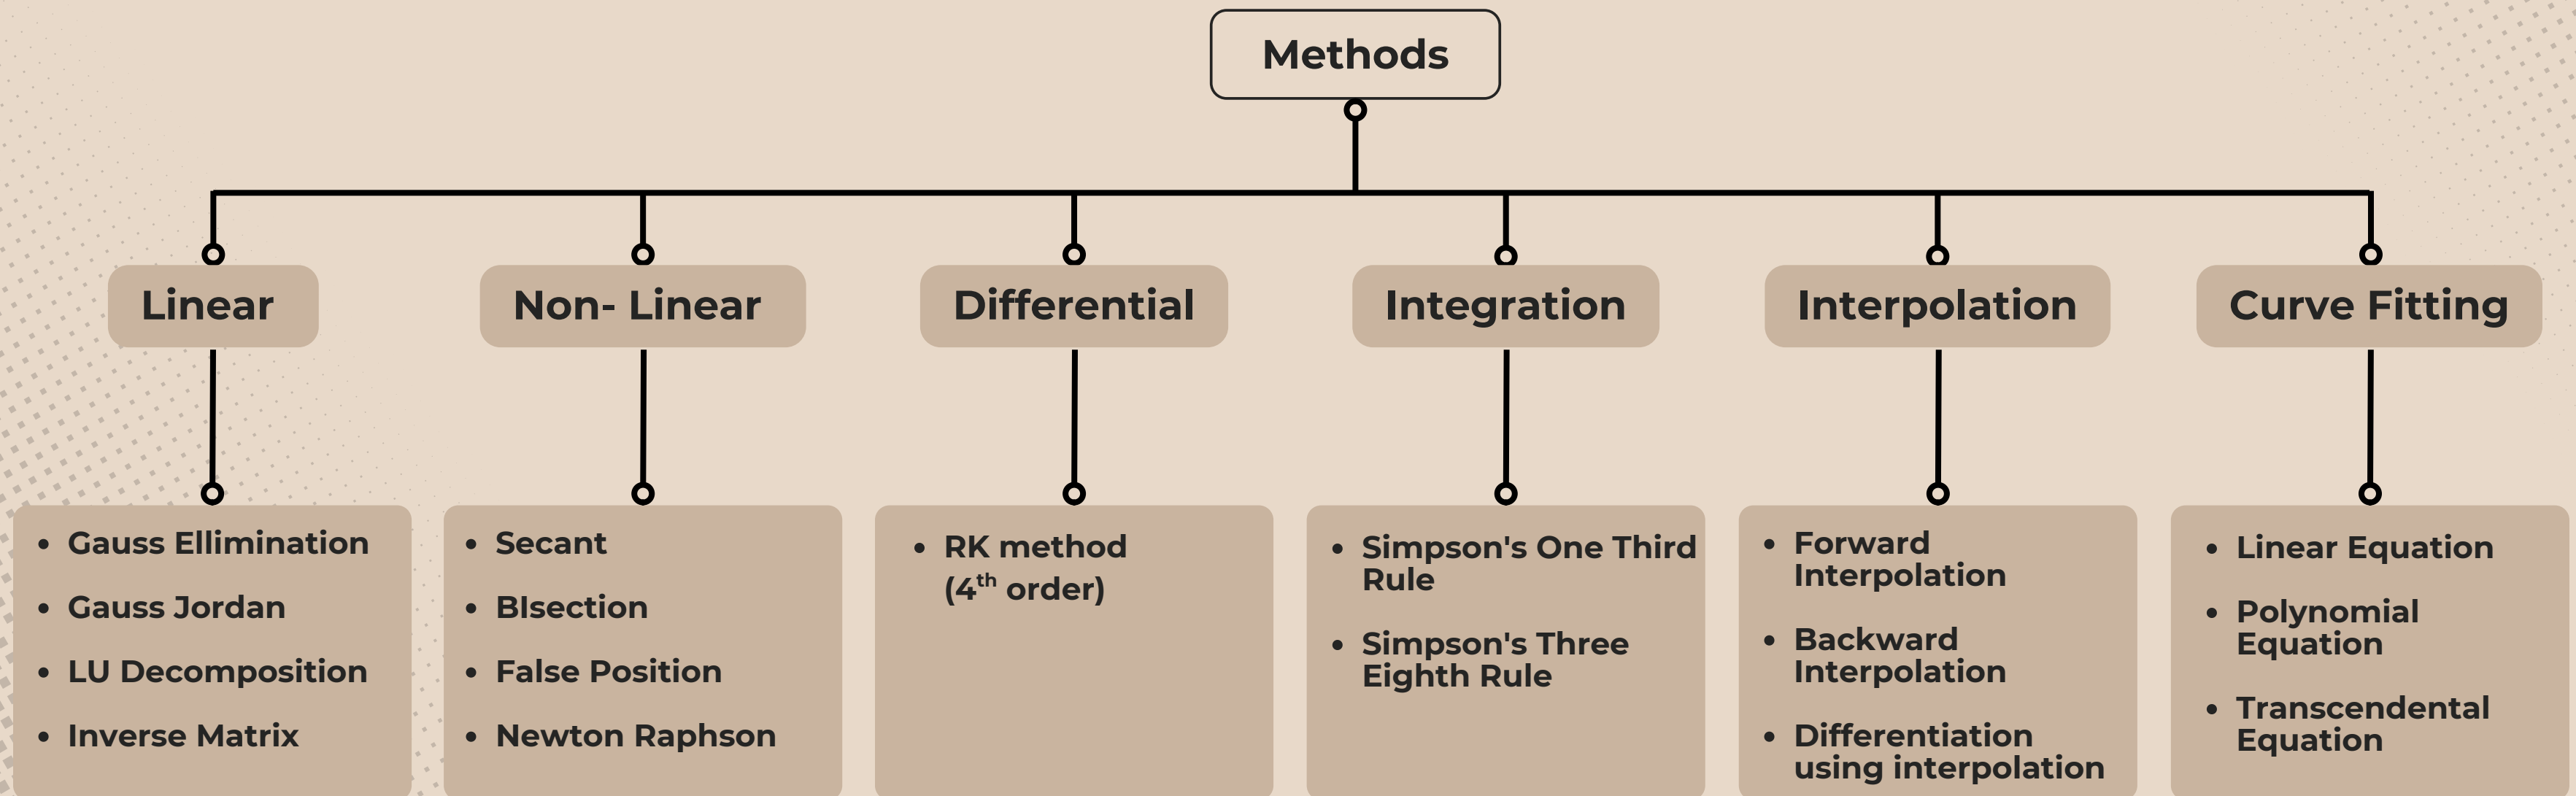 Methods
Linear
Non- Linear
Differential
Integration
Interpolation
Curve Fitting
• Gauss Ellimination
• Gauss Jordan
• LU Decomposition
• Inverse Matrix
• Secant
• BIsection
• False Position
• Newton Raphson
• RK method
(4th order)
• Simpson's One Third
Rule
• Simpson's Three
Eighth Rule
• Forward
Interpolation
• Backward
Interpolation
• Differentiation
using interpolation
• Linear Equation
• Polynomial
Equation
• Transcendental
Equation